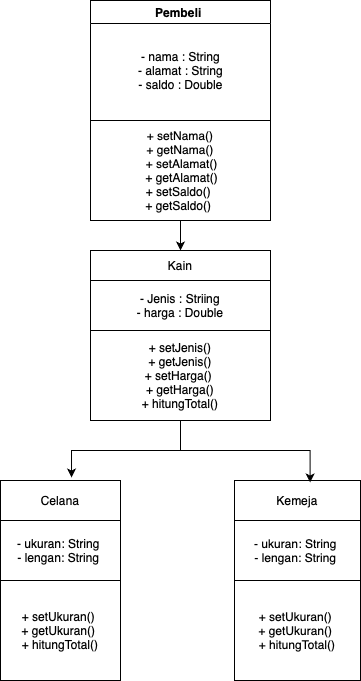 Pembeli
- nama : String
- alamat : String
- saldo : Double
+ setNama()
+ getNama()
+ setAlamat()
+ getAlamat()
+ setSaldo()
+ getSaldo()
Kain
- Jenis : Striing
- harga : Double
+ setJenis()
+ getJenis()
+ setHarga()
+ getHarga()
+ hitungTotal()
Celana
- ukuran: String
- lengan: String
+ setUkuran()
+ getUkuran()
+ hitungTotal()
Kemeja
- ukuran: String
- lengan: String
+ setUkuran()
+ getUkuran()
+ hitungTotal()